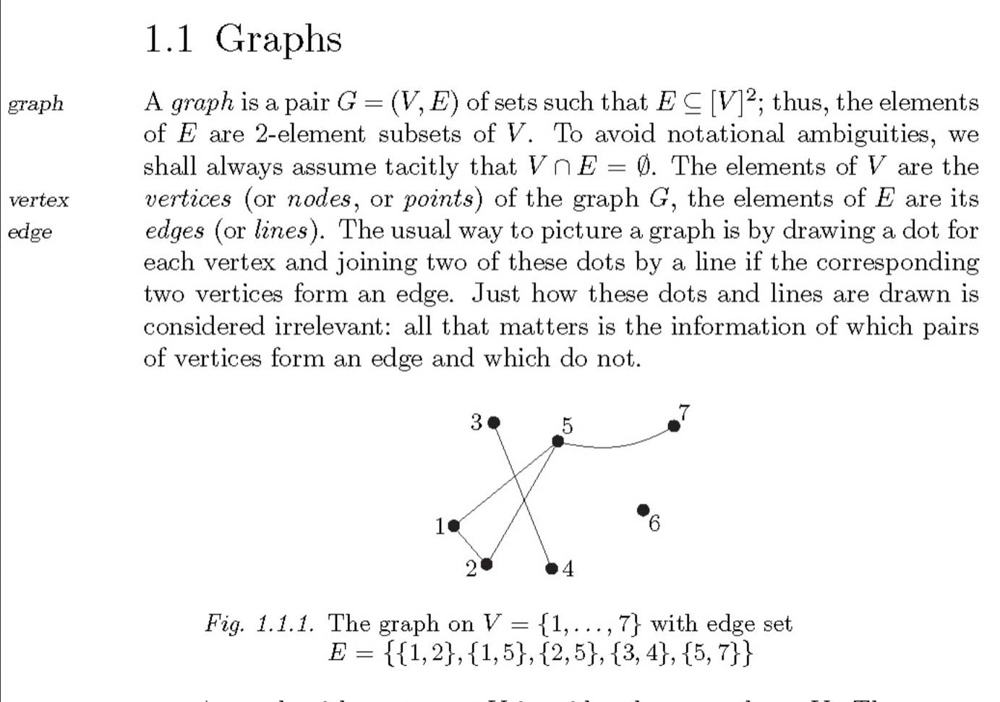 1.1 Graphs
graph
A graph is a pair G = (V, E) of sets such that E ⊆ [V]²; thus, the elements
of E are 2-element subsets of V. To avoid notational ambiguities, we
shall always assume tacitly that V ∩ E = ∅. The elements of V are the
vertex
vertices (or nodes, or points) of the graph G, the elements of E are its
edge
edges (or lines). The usual way to picture a graph is by drawing a dot for
each vertex and joining two of these dots by a line if the corresponding
two vertices form an edge. Just how these dots and lines are drawn is
considered irrelevant: all that matters is the information of which pairs
of vertices form an edge and which do not.
3
5
7
1
6
2
4
Fig. 1.1.1. The graph on V = {1, . . . , 7} with edge set
E = {{1, 2}, {1, 5}, {2, 5}, {3, 4}, {5, 7}}